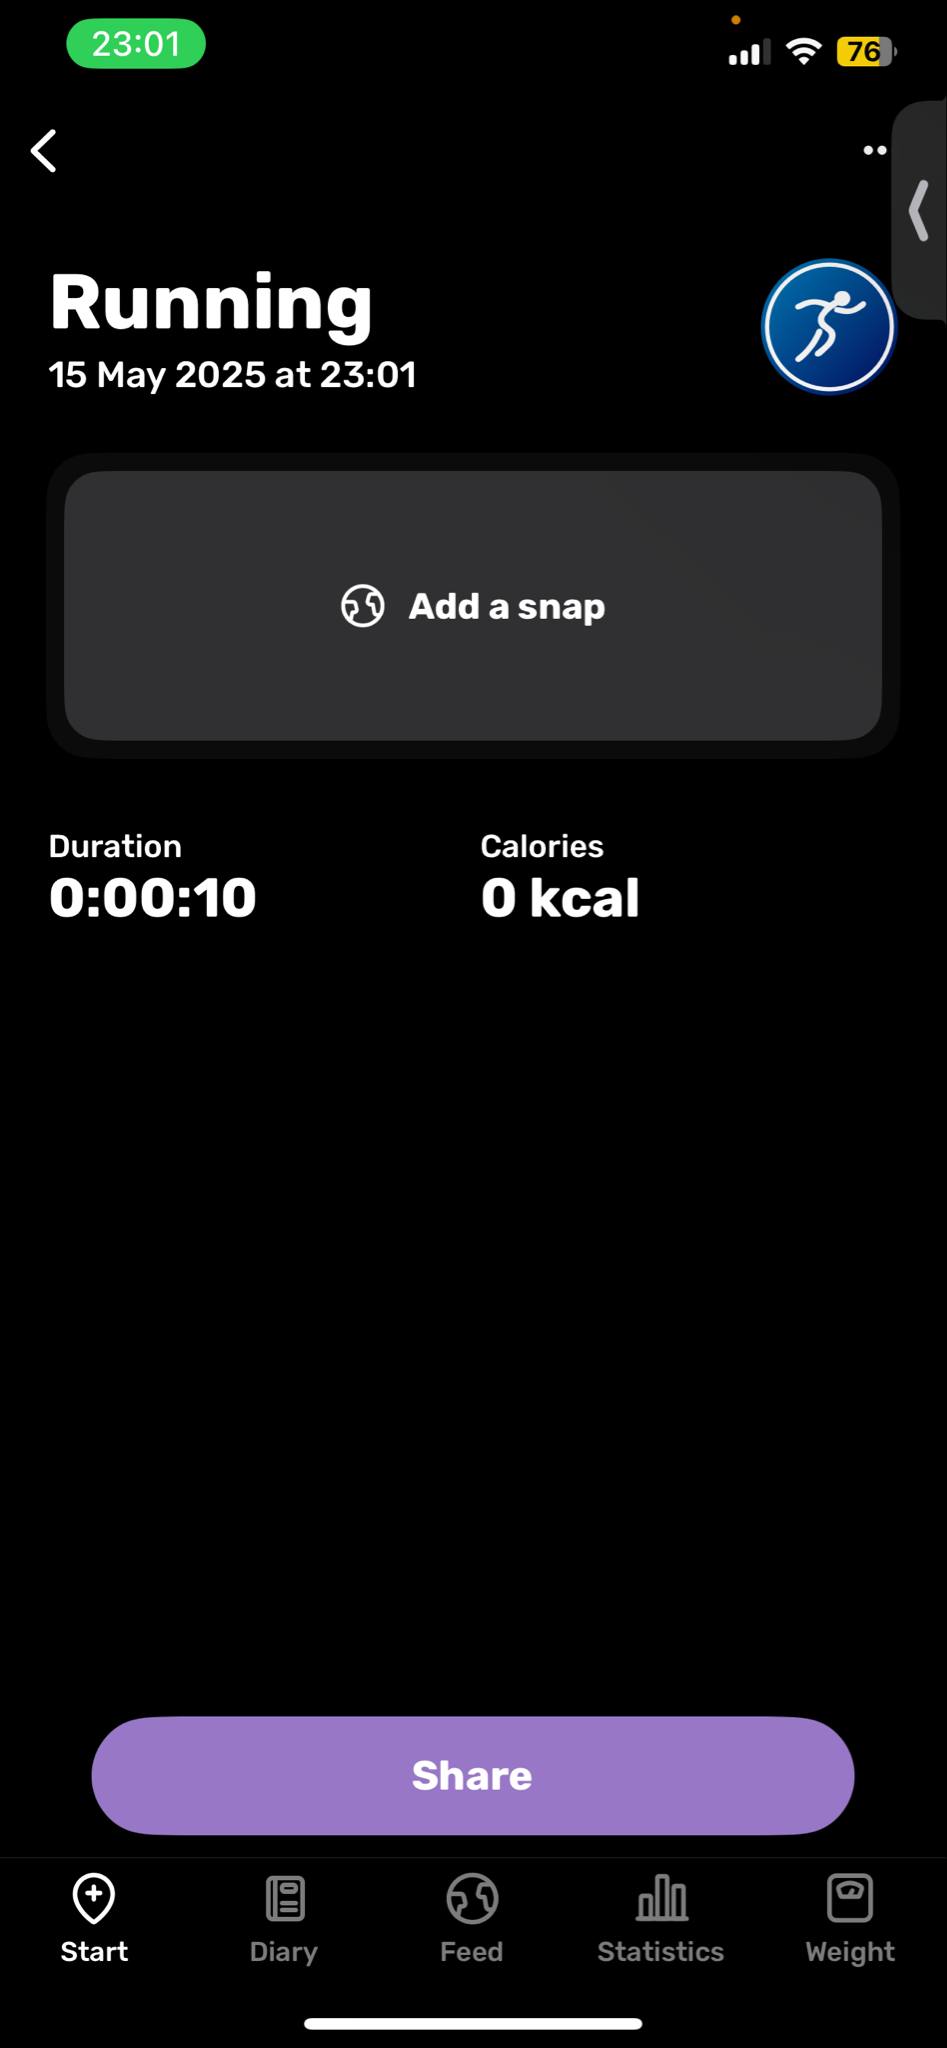 23:01
76
Running
15 May 2025 at 23:01
Add a snap
Duration
Calories
0:00:10
0 kcal
Share
Start
Diary
Feed
Statistics
Weight